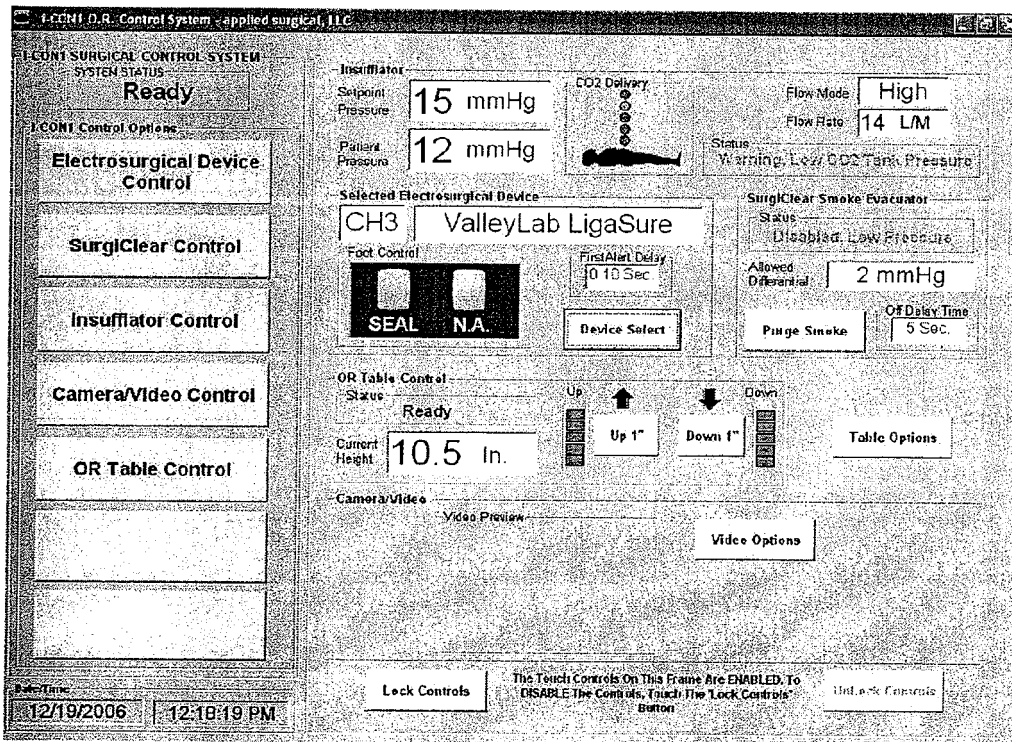 I-CON1 O.R. Control System - applied surgical, LLC
I-CON1 SURGICAL CONTROL SYSTEM
SYSTEM STATUS
Ready
I-CON1 Control Options
Electrosurgical Device
Control
SurgiClear Control
Insufflator Control
Camera/Video Control
OR Table Control
Date/Time
12/19/2006 12:18:19 PM
Insufflator
Setpoint
Pressure
15 mmHg
Patient
Pressure
12 mmHg
CO2 Delivery
Flow Mode High
Flow Rate 14 L/M
Status
Warning, Low CO2 Tank Pressure
Selected Electrosurgical Device
CH3 ValleyLab LigaSure
Foot Control
SEAL N.A.
FirstAlert Delay
0.10 Sec.
Device Select
SurgiClear Smoke Evacuator
Status
Disabled, Low Pressure
Allowed
Differential
2 mmHg
Purge Smoke
Off Delay Time
5 Sec.
OR Table Control
Status
Ready
Current
Height
10.5 In.
Up
Up 1"
Down 1"
Down
Table Options
Camera/Video
Video Preview
Video Options
Lock Controls
The Touch Controls On This Frame Are ENABLED. To
DISABLE The Controls, Touch The "Lock Controls"
Button
UnLock Controls